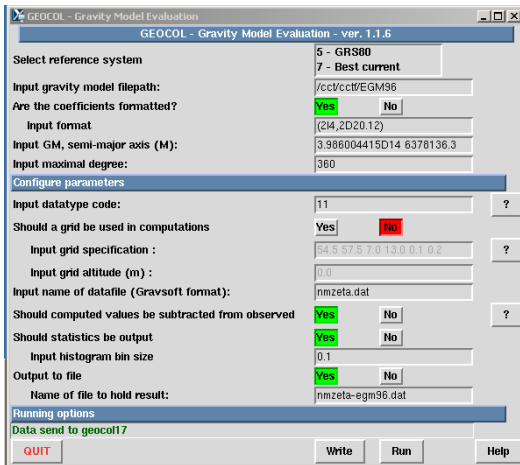 GEOCOL - Gravity Model Evaluation
GEOCOL - Gravity Model Evaluation - ver. 1.1.6
Select reference system
5 - GRS80
7 - Best current
Input gravity model filepath: /cct/cctf/EGM96
Are the coefficients formatted? Yes No
Input format (2I4,2D20.12)
Input GM, semi-major axis (M): 3.986004415D14 6378136.3
Input maximal degree: 360
Configure parameters
Input datatype code: 11 ?
Should a grid be used in computations Yes No
Input grid specification : 54.5 57.5 7.0 13.0 0.1 0.2 ?
Input grid altitude (m) : 0.0
Input name of datafile (Gravsoft format): nmzeta.dat
Should computed values be subtracted from observed Yes No ?
Should statistics be output Yes No
Input histogram bin size 0.1
Output to file Yes No
Name of file to hold result: nmzeta-egm96.dat
Running options
Data send to geocol17
QUIT Write Run Help